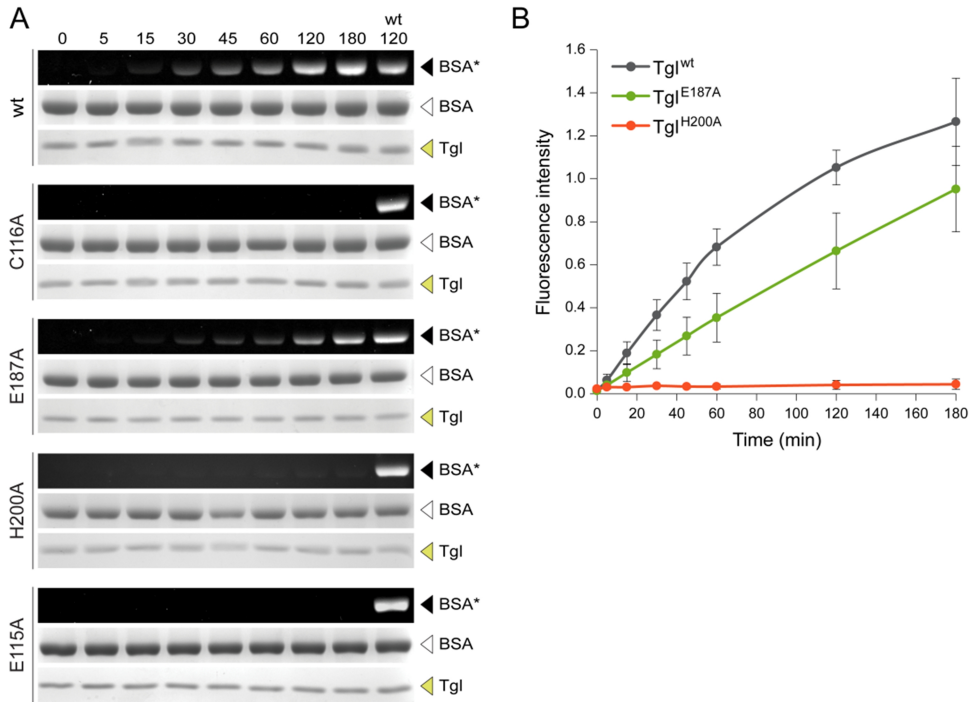 A
wt
0 5 15 30 45 60 120 180 120
wt
BSA*
BSA
Tgl
C116A
BSA*
BSA
Tgl
E187A
BSA*
BSA
Tgl
H200A
BSA*
BSA
Tgl
E115A
BSA*
BSA
Tgl
B
Tgl^wt
Tgl^E187A
Tgl^H200A
Fluorescence intensity
1.6
1.4
1.2
1.0
0.8
0.6
0.4
0.2
0.0
0 20 40 60 80 100 120 140 160 180
Time (min)